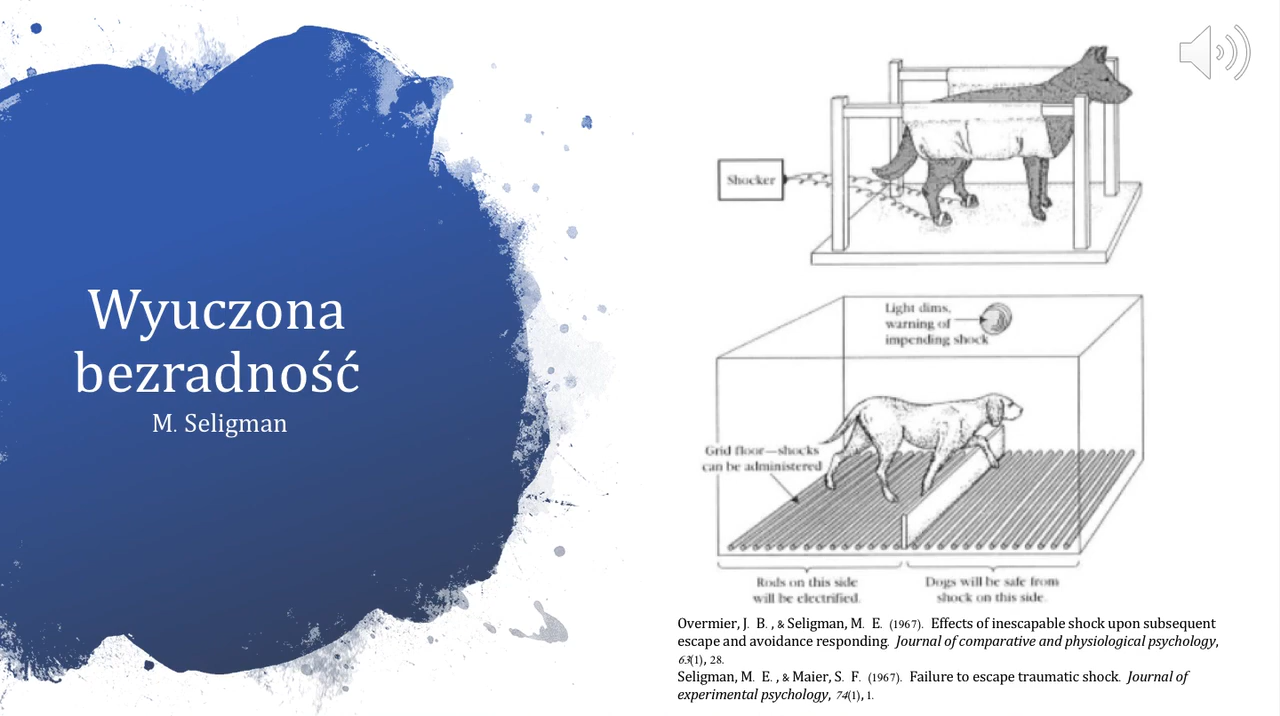 Wyuczona
bezradność
M. Seligman
Shocker
Light dims,
warning of
impending shock
Grid floor—shocks
can be administered
Rods on this side
will be electrified.
Dogs will be safe from
shock on this side.
Overmier, J. B., & Seligman, M. E. (1967). Effects of inescapable shock upon subsequent
escape and avoidance responding. Journal of comparative and physiological psychology,
63(1), 28.
Seligman, M. E., & Maier, S. F. (1967). Failure to escape traumatic shock. Journal of
experimental psychology, 74(1), 1.